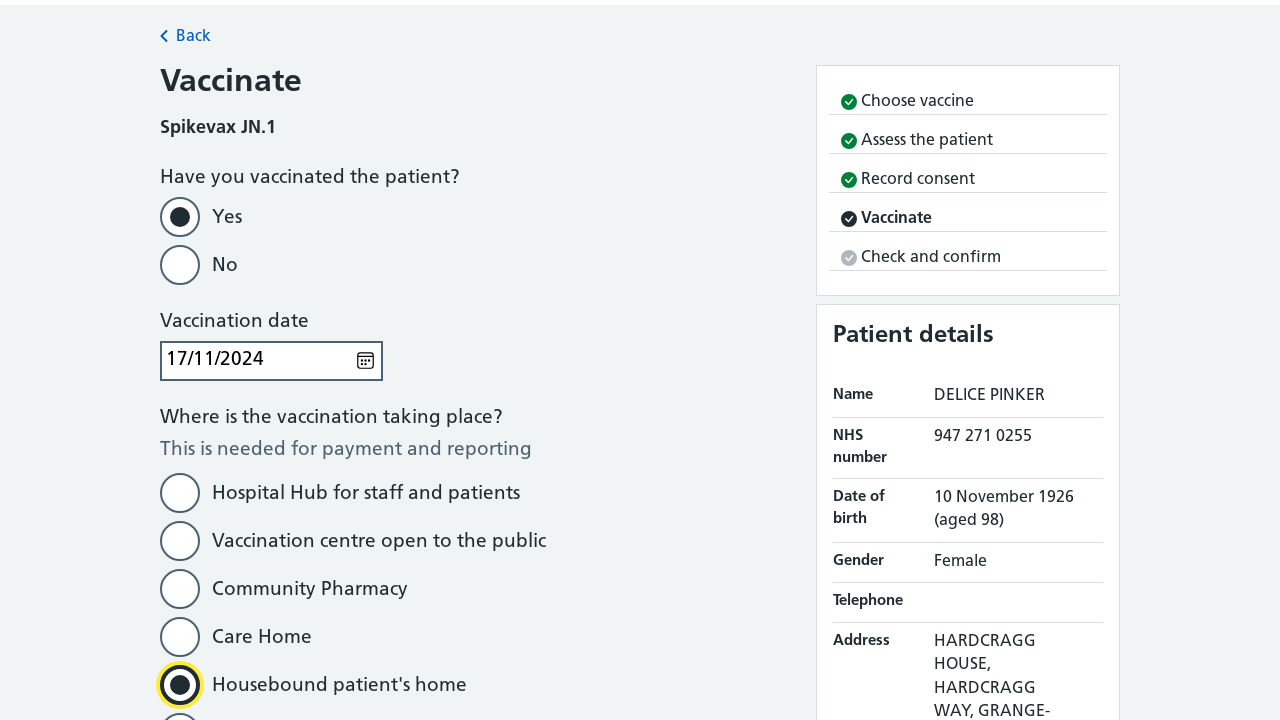 Back
Vaccinate
Spikevax JN.1
Have you vaccinated the patient?
Yes
No
Vaccination date
17/11/2024
Where is the vaccination taking place?
This is needed for payment and reporting
Hospital Hub for staff and patients
Vaccination centre open to the public
Community Pharmacy
Care Home
Housebound patient's home
Choose vaccine
Assess the patient
Record consent
Vaccinate
Check and confirm
Patient details
Name DELICE PINKER
NHS number 947 271 0255
Date of birth 10 November 1926 (aged 98)
Gender Female
Telephone
Address HARDCRAGG
HOUSE,
HARDCRAGG
WAY, GRANGE-